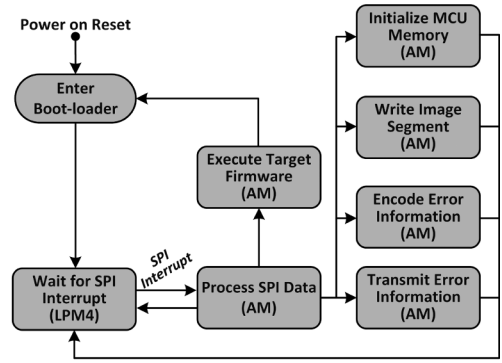 Power on Reset
Enter
Boot-loader
Wait for SPI
Interrupt
(LPM4)
SPI
Interrupt
Process SPI Data
(AM)
Execute Target
Firmware
(AM)
Initialize MCU
Memory
(AM)
Write Image
Segment
(AM)
Encode Error
Information
(AM)
Transmit Error
Information
(AM)